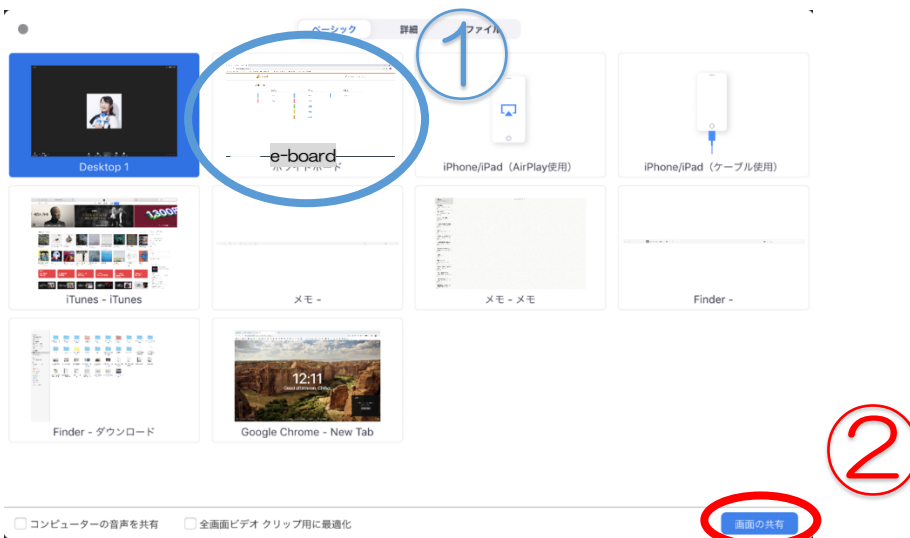 ベーシック 詳細 ファイル
①
Desktop 1
e-board
ホワイトボード
iPhone/iPad（AirPlay使用）
iPhone/iPad（ケーブル使用）
iTunes - iTunes
メモ -
メモ - メモ
Finder -
Finder - ダウンロード
12:11
Google Chrome - New Tab
②
コンピューターの音声を共有
全画面ビデオ クリップ用に最適化
画面の共有